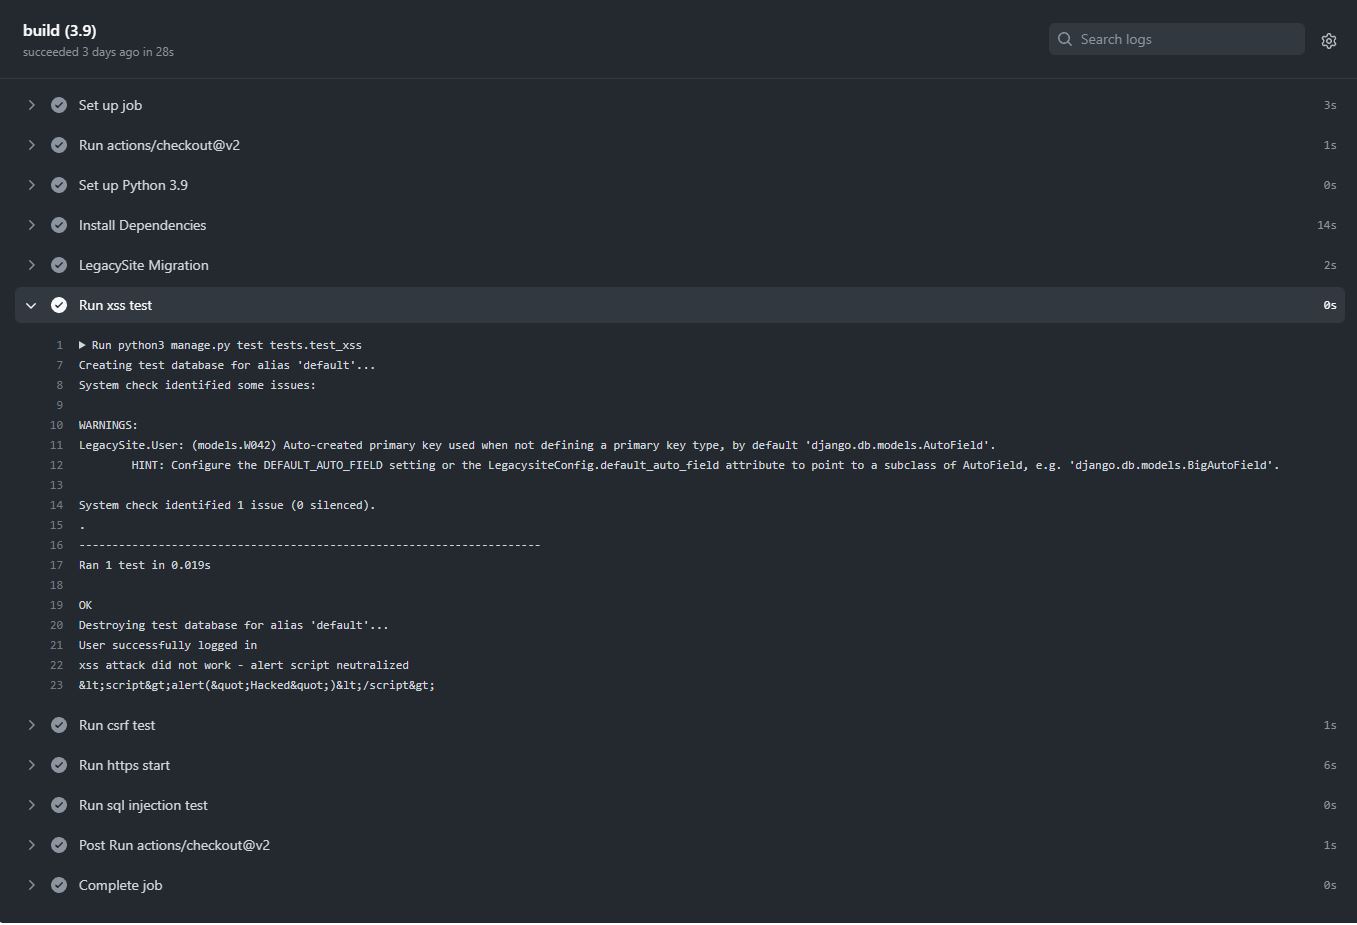 build (3.9)
succeeded 3 days ago in 28s
Search logs
Set up job 3s
Run actions/checkout@v2 1s
Set up Python 3.9 0s
Install Dependencies 14s
LegacySite Migration 2s
Run xss test 0s
1 ▶ Run python3 manage.py test tests.test_xss
7 Creating test database for alias 'default'...
8 System check identified some issues:
9
10 WARNINGS:
11 LegacySite.User: (models.W042) Auto-created primary key used when not defining a primary key type, by default 'django.db.models.AutoField'.
12 HINT: Configure the DEFAULT_AUTO_FIELD setting or the LegacysiteConfig.default_auto_field attribute to point to a subclass of AutoField, e.g. 'django.db.models.BigAutoField'.
13
14 System check identified 1 issue (0 silenced).
15 .
16 ----------------------------------------------------------------------
17 Ran 1 test in 0.019s
18
19 OK
20 Destroying test database for alias 'default'...
21 User successfully logged in
22 xss attack did not work - alert script neutralized
23 &lt;script&gt;alert(&quot;Hacked&quot;)&lt;/script&gt;
Run csrf test 1s
Run https start 6s
Run sql injection test 0s
Post Run actions/checkout@v2 1s
Complete job 0s